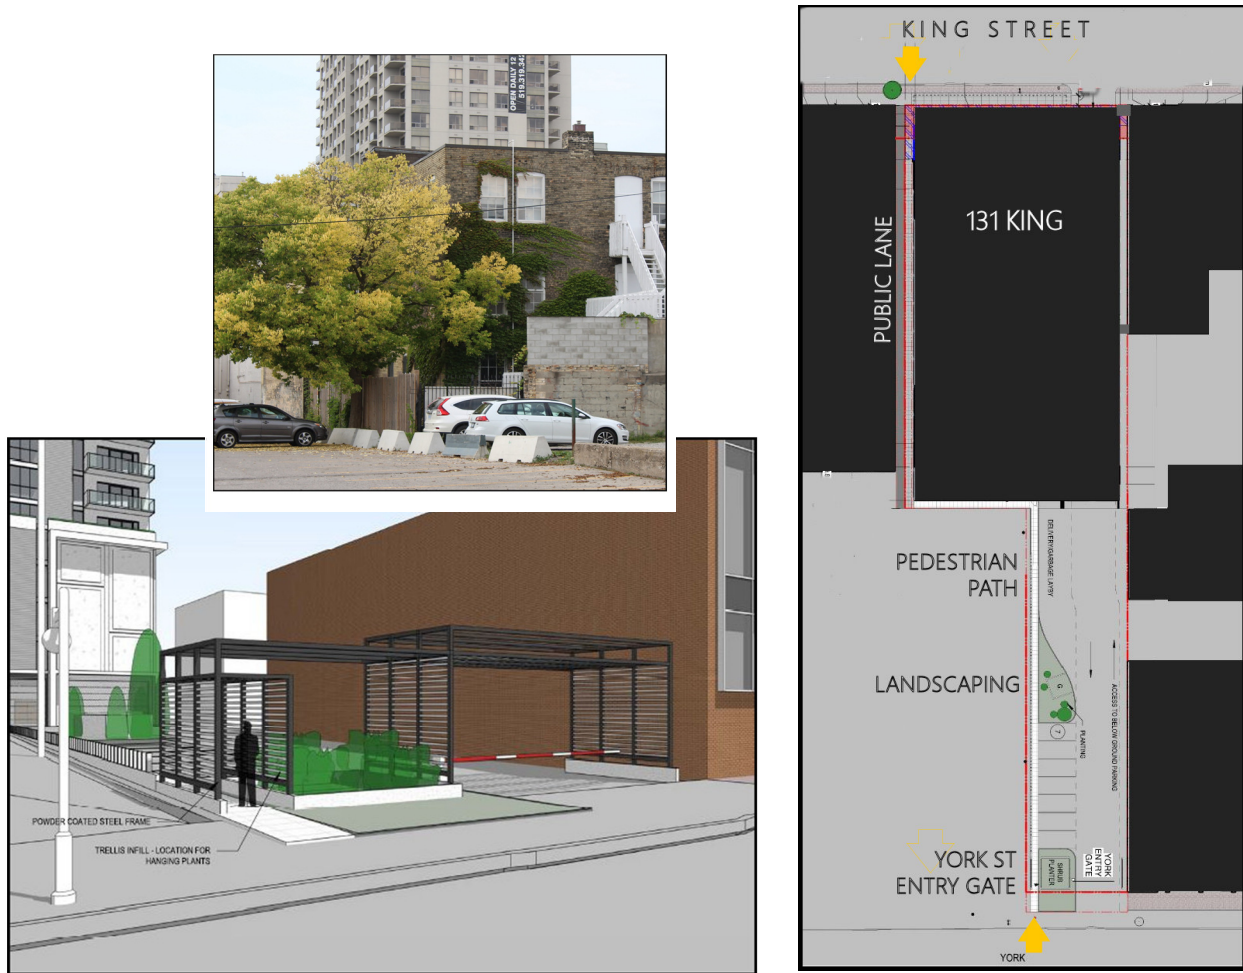 OPEN DAILY 12
519.319.34
POWDER COATED STEEL FRAME
TRELLIS INFILL - LOCATION FOR
HANGING PLANTS
KING STREET
PUBLIC LANE
131 KING
PEDESTRIAN
PATH
DELIVERY/GARBAGE LAYBY
LANDSCAPING
G
7
PLANTING
ACCESS TO BELOW GROUND PARKING
YORK ST
ENTRY GATE
SHRUB
PLANTER
YORK
ENTRY
GATE
YORK